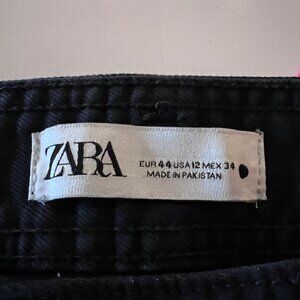 ZARA
EUR 44 USA 12 MEX 34
MADE IN PAKISTAN